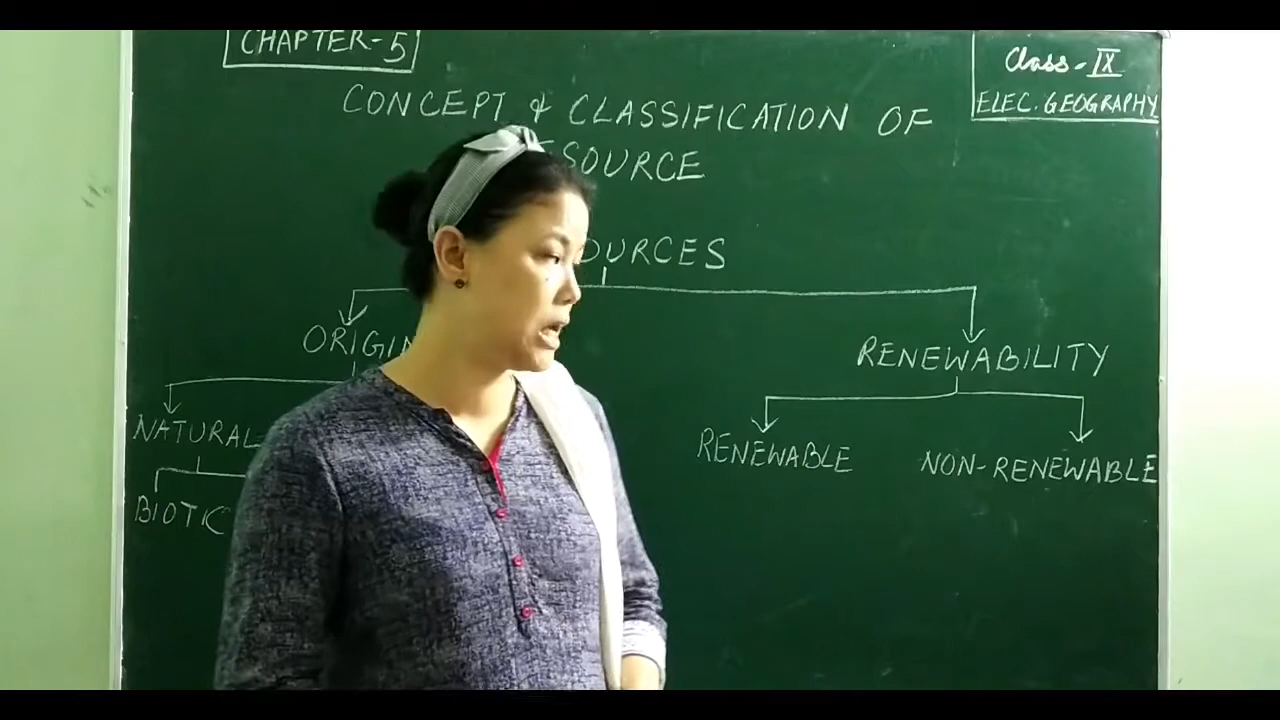 CHAPTER-5
Class-IX
ELEC. GEOGRAPHY
CONCEPT & CLASSIFICATION OF
SOURCE
OURCES
ORIGIN
RENEWABILITY
NATURAL
RENEWABLE
NON-RENEWABLE
BIOTIC